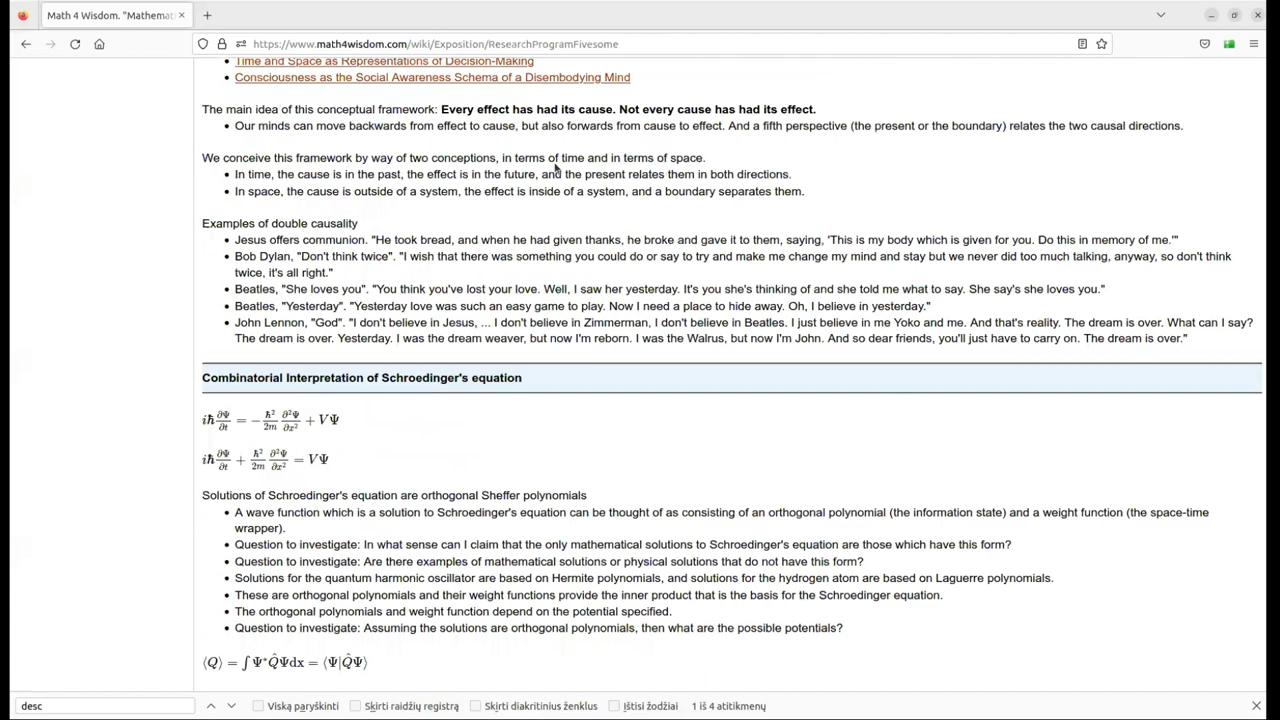 Math 4 Wisdom. "Mathemat
https://www.math4wisdom.com/wiki/Exposition/ResearchProgramFivesome
Time and Space as Representations of Decision-Making
Consciousness as the Social Awareness Schema of a Disembodying Mind
The main idea of this conceptual framework: Every effect has had its cause. Not every cause has had its effect.
Our minds can move backwards from effect to cause, but also forwards from cause to effect. And a fifth perspective (the present or the boundary) relates the two causal directions.
We conceive this framework by way of two conceptions, in terms of time and in terms of space.
In time, the cause is in the past, the effect is in the future, and the present relates them in both directions.
In space, the cause is outside of a system, the effect is inside of a system, and a boundary separates them.
Examples of double causality
Jesus offers communion. "He took bread, and when he had given thanks, he broke and gave it to them, saying, 'This is my body which is given for you. Do this in memory of me.'"
Bob Dylan, "Don't think twice". "I wish that there was something you could do or say to try and make me change my mind and stay but we never did too much talking, anyway, so don't think
twice, it's all right."
Beatles, "She loves you". "You think you've lost your love. Well, I saw her yesterday. It's you she's thinking of and she told me what to say. She say's she loves you."
Beatles, "Yesterday". "Yesterday love was such an easy game to play. Now I need a place to hide away. Oh, I believe in yesterday."
John Lennon, "God". "I don't believe in Jesus, ... I don't believe in Zimmerman, I don't believe in Beatles. I just believe in me Yoko and me. And that's reality. The dream is over. What can I say?
The dream is over. Yesterday. I was the dream weaver, but now I'm reborn. I was the Walrus, but now I'm John. And so dear friends, you'll just have to carry on. The dream is over."
Combinatorial Interpretation of Schroedinger's equation
iℏ ∂Ψ/∂t = −ℏ²/2m ∂²Ψ/∂x² + VΨ
iℏ ∂Ψ/∂t + ℏ²/2m ∂²Ψ/∂x² = VΨ
Solutions of Schroedinger's equation are orthogonal Sheffer polynomials
A wave function which is a solution to Schroedinger's equation can be thought of as consisting of an orthogonal polynomial (the information state) and a weight function (the space-time
wrapper).
Question to investigate: In what sense can I claim that the only mathematical solutions to Schroedinger's equation are those which have this form?
Question to investigate: Are there examples of mathematical solutions or physical solutions that do not have this form?
Solutions for the quantum harmonic oscillator are based on Hermite polynomials, and solutions for the hydrogen atom are based on Laguerre polynomials.
These are orthogonal polynomials and their weight functions provide the inner product that is the basis for the Schroedinger equation.
The orthogonal polynomials and weight function depend on the potential specified.
Question to investigate: Assuming the solutions are orthogonal polynomials, then what are the possible potentials?
⟨Q⟩ = ∫ Ψ*Q̂Ψdx = ⟨Ψ|Q̂Ψ⟩
desc Viską paryškinti Skirti raidžių registrą Skirti diakritinius ženklus Ištisi žodžiai 1 iš 4 atitikmenų